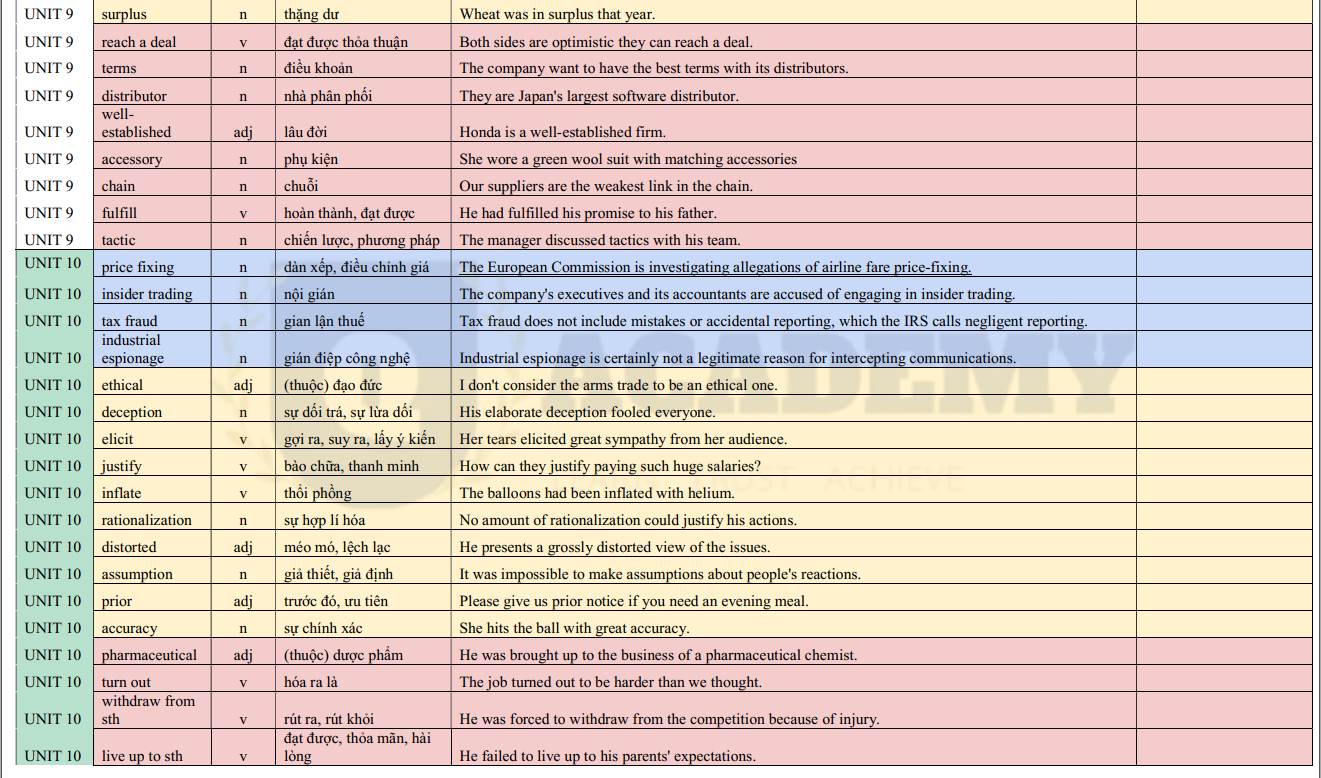 UNIT 9 surplus n thặng dư Wheat was in surplus that year.
UNIT 9 reach a deal v đạt được thỏa thuận Both sides are optimistic they can reach a deal.
UNIT 9 terms n điều khoản The company want to have the best terms with its distributors.
UNIT 9 distributor n nhà phân phối They are Japan's largest software distributor.
well-
UNIT 9 established adj lâu đời Honda is a well-established firm.
UNIT 9 accessory n phụ kiện She wore a green wool suit with matching accessories
UNIT 9 chain n chuỗi Our suppliers are the weakest link in the chain.
UNIT 9 fulfill v hoàn thành, đạt được He had fulfilled his promise to his father.
UNIT 9 tactic n chiến lược, phương pháp The manager discussed tactics with his team.
UNIT 10 price fixing n dàn xếp, điều chỉnh giá The European Commission is investigating allegations of airline fare price-fixing.
UNIT 10 insider trading n nội gián The company's executives and its accountants are accused of engaging in insider trading.
UNIT 10 tax fraud n gian lận thuế Tax fraud does not include mistakes or accidental reporting, which the IRS calls negligent reporting.
industrial
UNIT 10 espionage n gián điệp công nghệ Industrial espionage is certainly not a legitimate reason for intercepting communications.
UNIT 10 ethical adj (thuộc) đạo đức I don't consider the arms trade to be an ethical one.
UNIT 10 deception n sự dối trá, sự lừa dối His elaborate deception fooled everyone.
UNIT 10 elicit v gợi ra, suy ra, lấy ý kiến Her tears elicited great sympathy from her audience.
UNIT 10 justify v bào chữa, thanh minh How can they justify paying such huge salaries?
UNIT 10 inflate v thổi phồng The balloons had been inflated with helium.
UNIT 10 rationalization n sự hợp lí hóa No amount of rationalization could justify his actions.
UNIT 10 distorted adj méo mó, lệch lạc He presents a grossly distorted view of the issues.
UNIT 10 assumption n giả thiết, giả định It was impossible to make assumptions about people's reactions.
UNIT 10 prior adj trước đó, ưu tiên Please give us prior notice if you need an evening meal.
UNIT 10 accuracy n sự chính xác She hits the ball with great accuracy.
UNIT 10 pharmaceutical adj (thuộc) dược phẩm He was brought up to the business of a pharmaceutical chemist.
UNIT 10 turn out v hóa ra là The job turned out to be harder than we thought.
withdraw from
UNIT 10 sth v rút ra, rút khỏi He was forced to withdraw from the competition because of injury.
đạt được, thỏa mãn, hài
UNIT 10 live up to sth v lòng He failed to live up to his parents' expectations.
ACADEMY
ACHIEVE